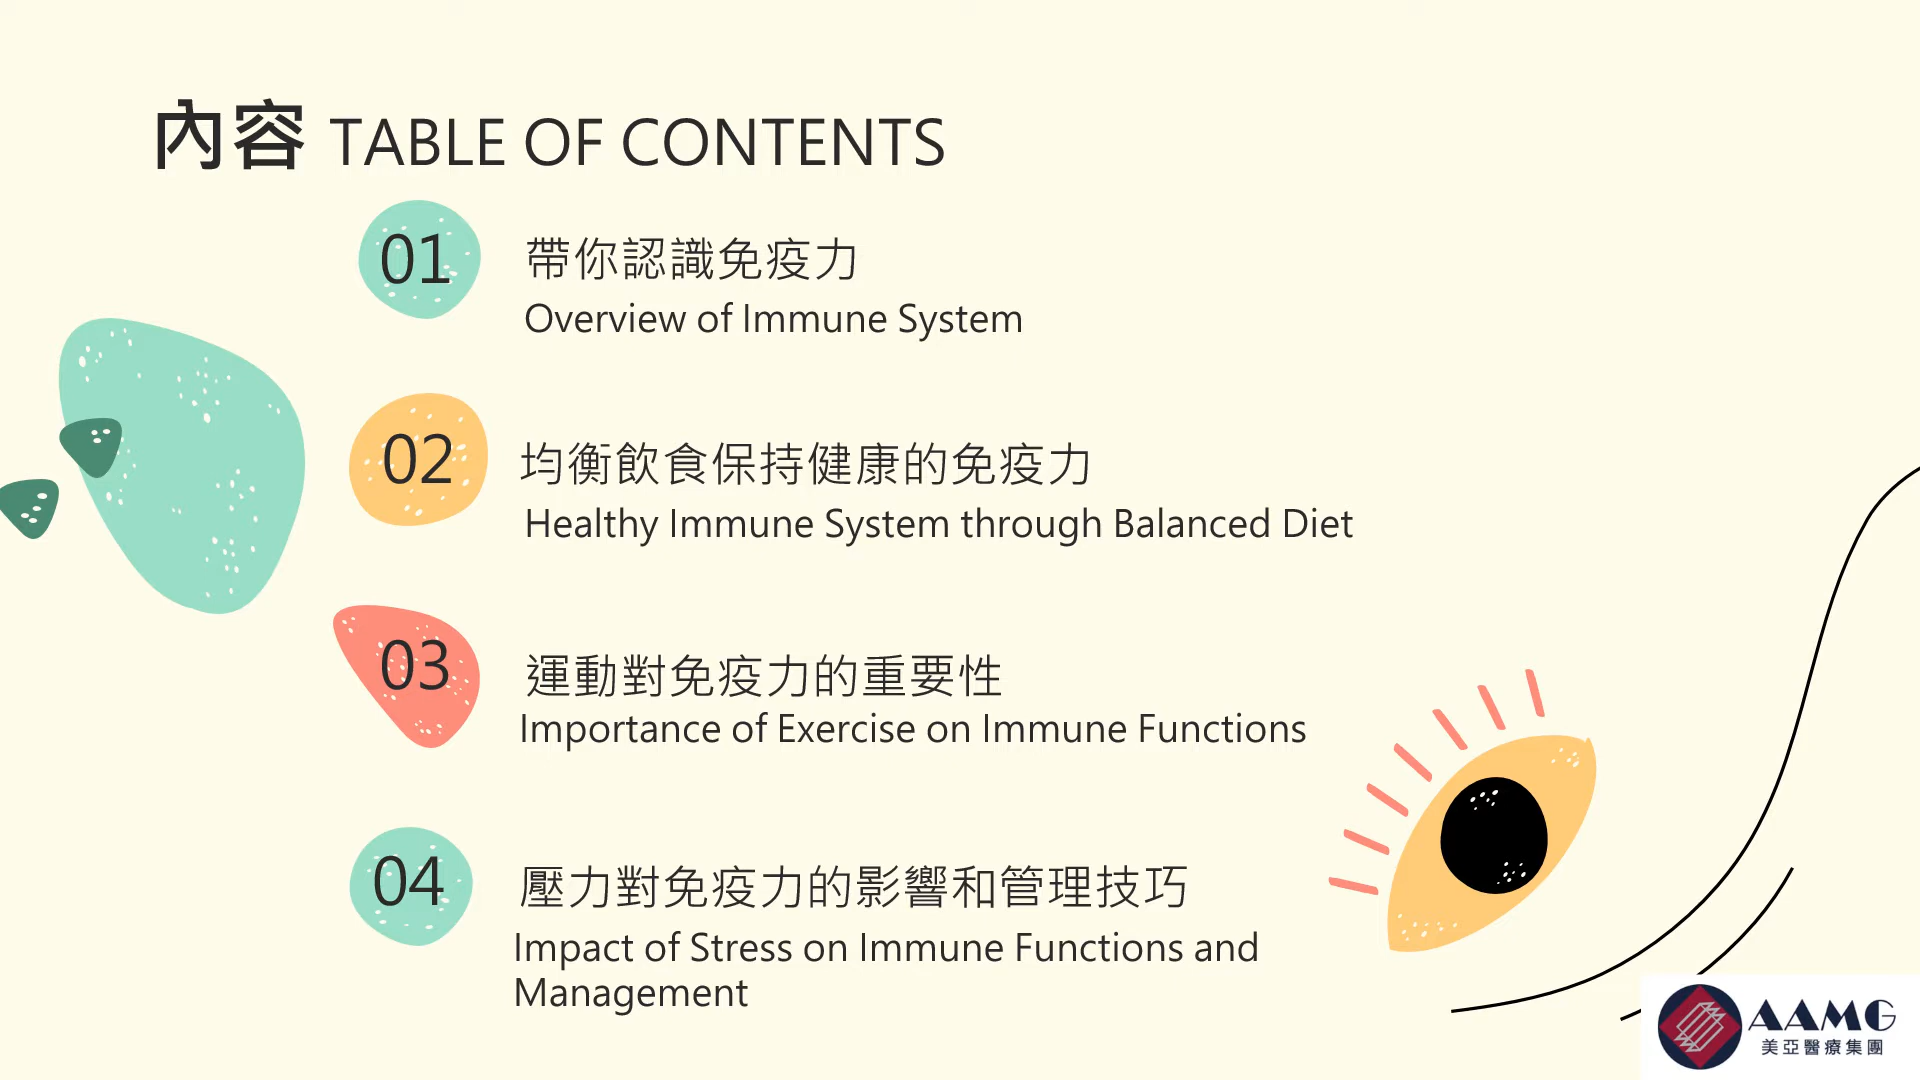 內容 TABLE OF CONTENTS
01
帶你認識免疫力
Overview of Immune System
02
均衡飲食保持健康的免疫力
Healthy Immune System through Balanced Diet
03
運動對免疫力的重要性
Importance of Exercise on Immune Functions
04
壓力對免疫力的影響和管理技巧
Impact of Stress on Immune Functions and
Management
AAMG
美亞醫療集團